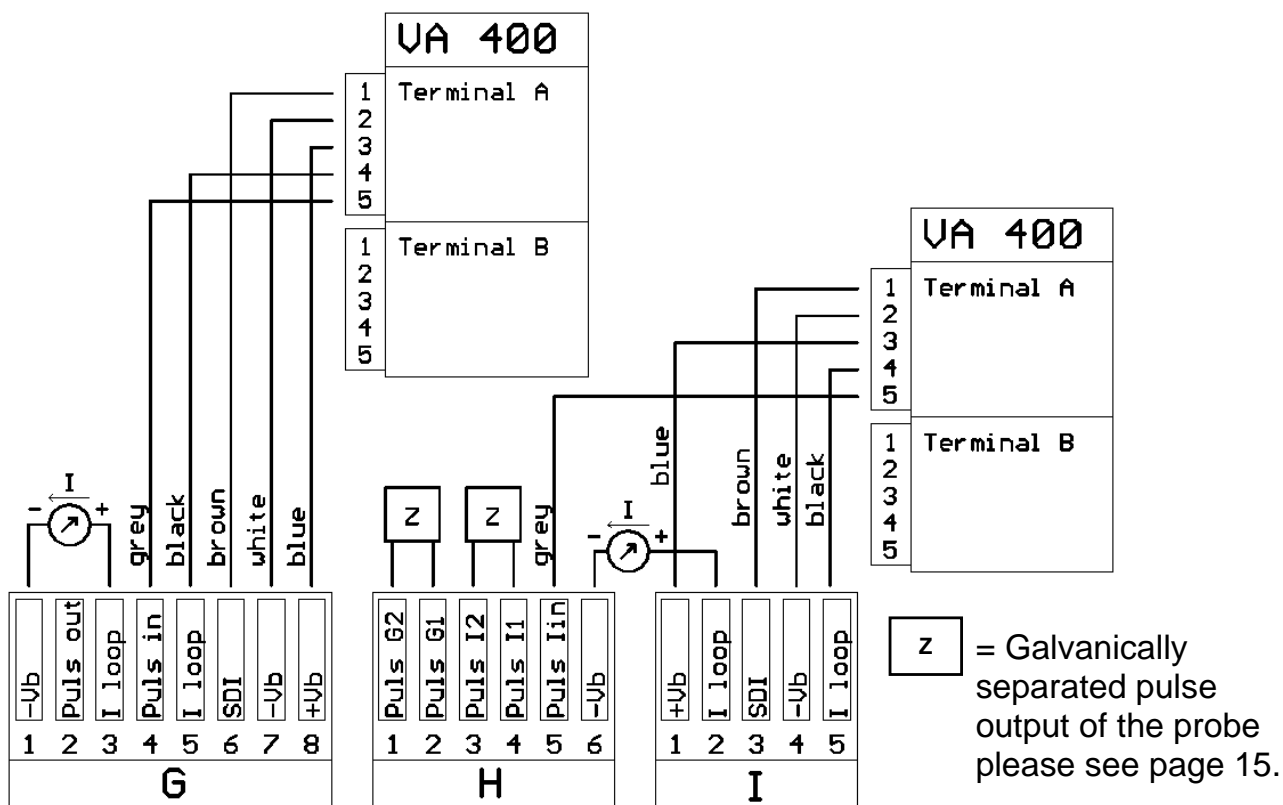 VA 400
1 Terminal A
2
3
4
5
1 Terminal B
2
3
4
5
VA 400
1 Terminal A
2
3
4
5
1 Terminal B
2
3
4
5
- I +
grey
black
brown
white
blue
Z
Z
grey
- I +
blue
brown
white
black
-Vb
Puls out
I loop
Puls in
I loop
SDI
-Vb
+Vb
1 2 3 4 5 6 7 8
G
Puls G2
Puls G1
Puls I2
Puls I1
Puls Iin
-Vb
1 2 3 4 5 6
H
+Vb
I loop
SDI
-Vb
I loop
1 2 3 4 5
I
Z = Galvanically
separated pulse
output of the probe
please see page 15.